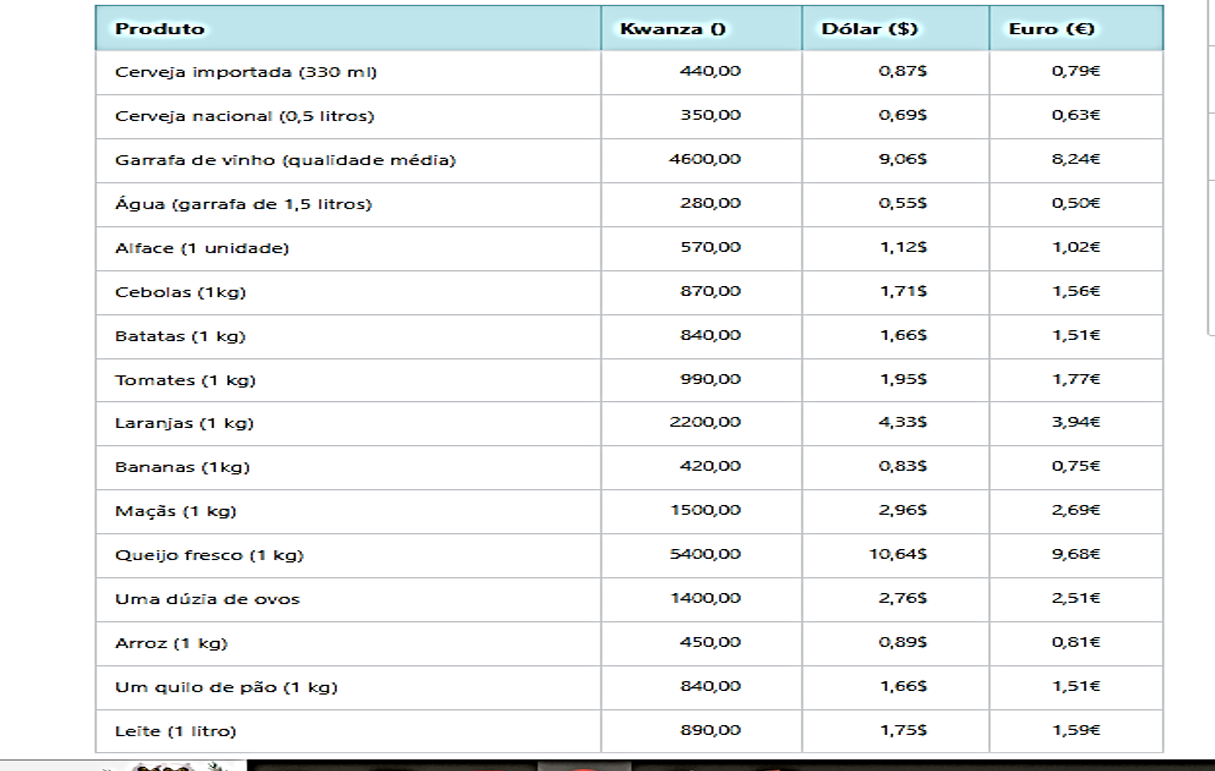 Produto Kwanza () Dólar ($) Euro (€)
Cerveja importada (330 ml) 440,00 0,87$ 0,79€
Cerveja nacional (0,5 litros) 350,00 0,69$ 0,63€
Garrafa de vinho (qualidade média) 4600,00 9,06$ 8,24€
Água (garrafa de 1,5 litros) 280,00 0,55$ 0,50€
Alface (1 unidade) 570,00 1,12$ 1,02€
Cebolas (1kg) 870,00 1,71$ 1,56€
Batatas (1 kg) 840,00 1,66$ 1,51€
Tomates (1 kg) 990,00 1,95$ 1,77€
Laranjas (1 kg) 2200,00 4,33$ 3,94€
Bananas (1kg) 420,00 0,83$ 0,75€
Maçãs (1 kg) 1500,00 2,96$ 2,69€
Queijo fresco (1 kg) 5400,00 10,64$ 9,68€
Uma dúzia de ovos 1400,00 2,76$ 2,51€
Arroz (1 kg) 450,00 0,89$ 0,81€
Um quilo de pão (1 kg) 840,00 1,66$ 1,51€
Leite (1 litro) 890,00 1,75$ 1,59€